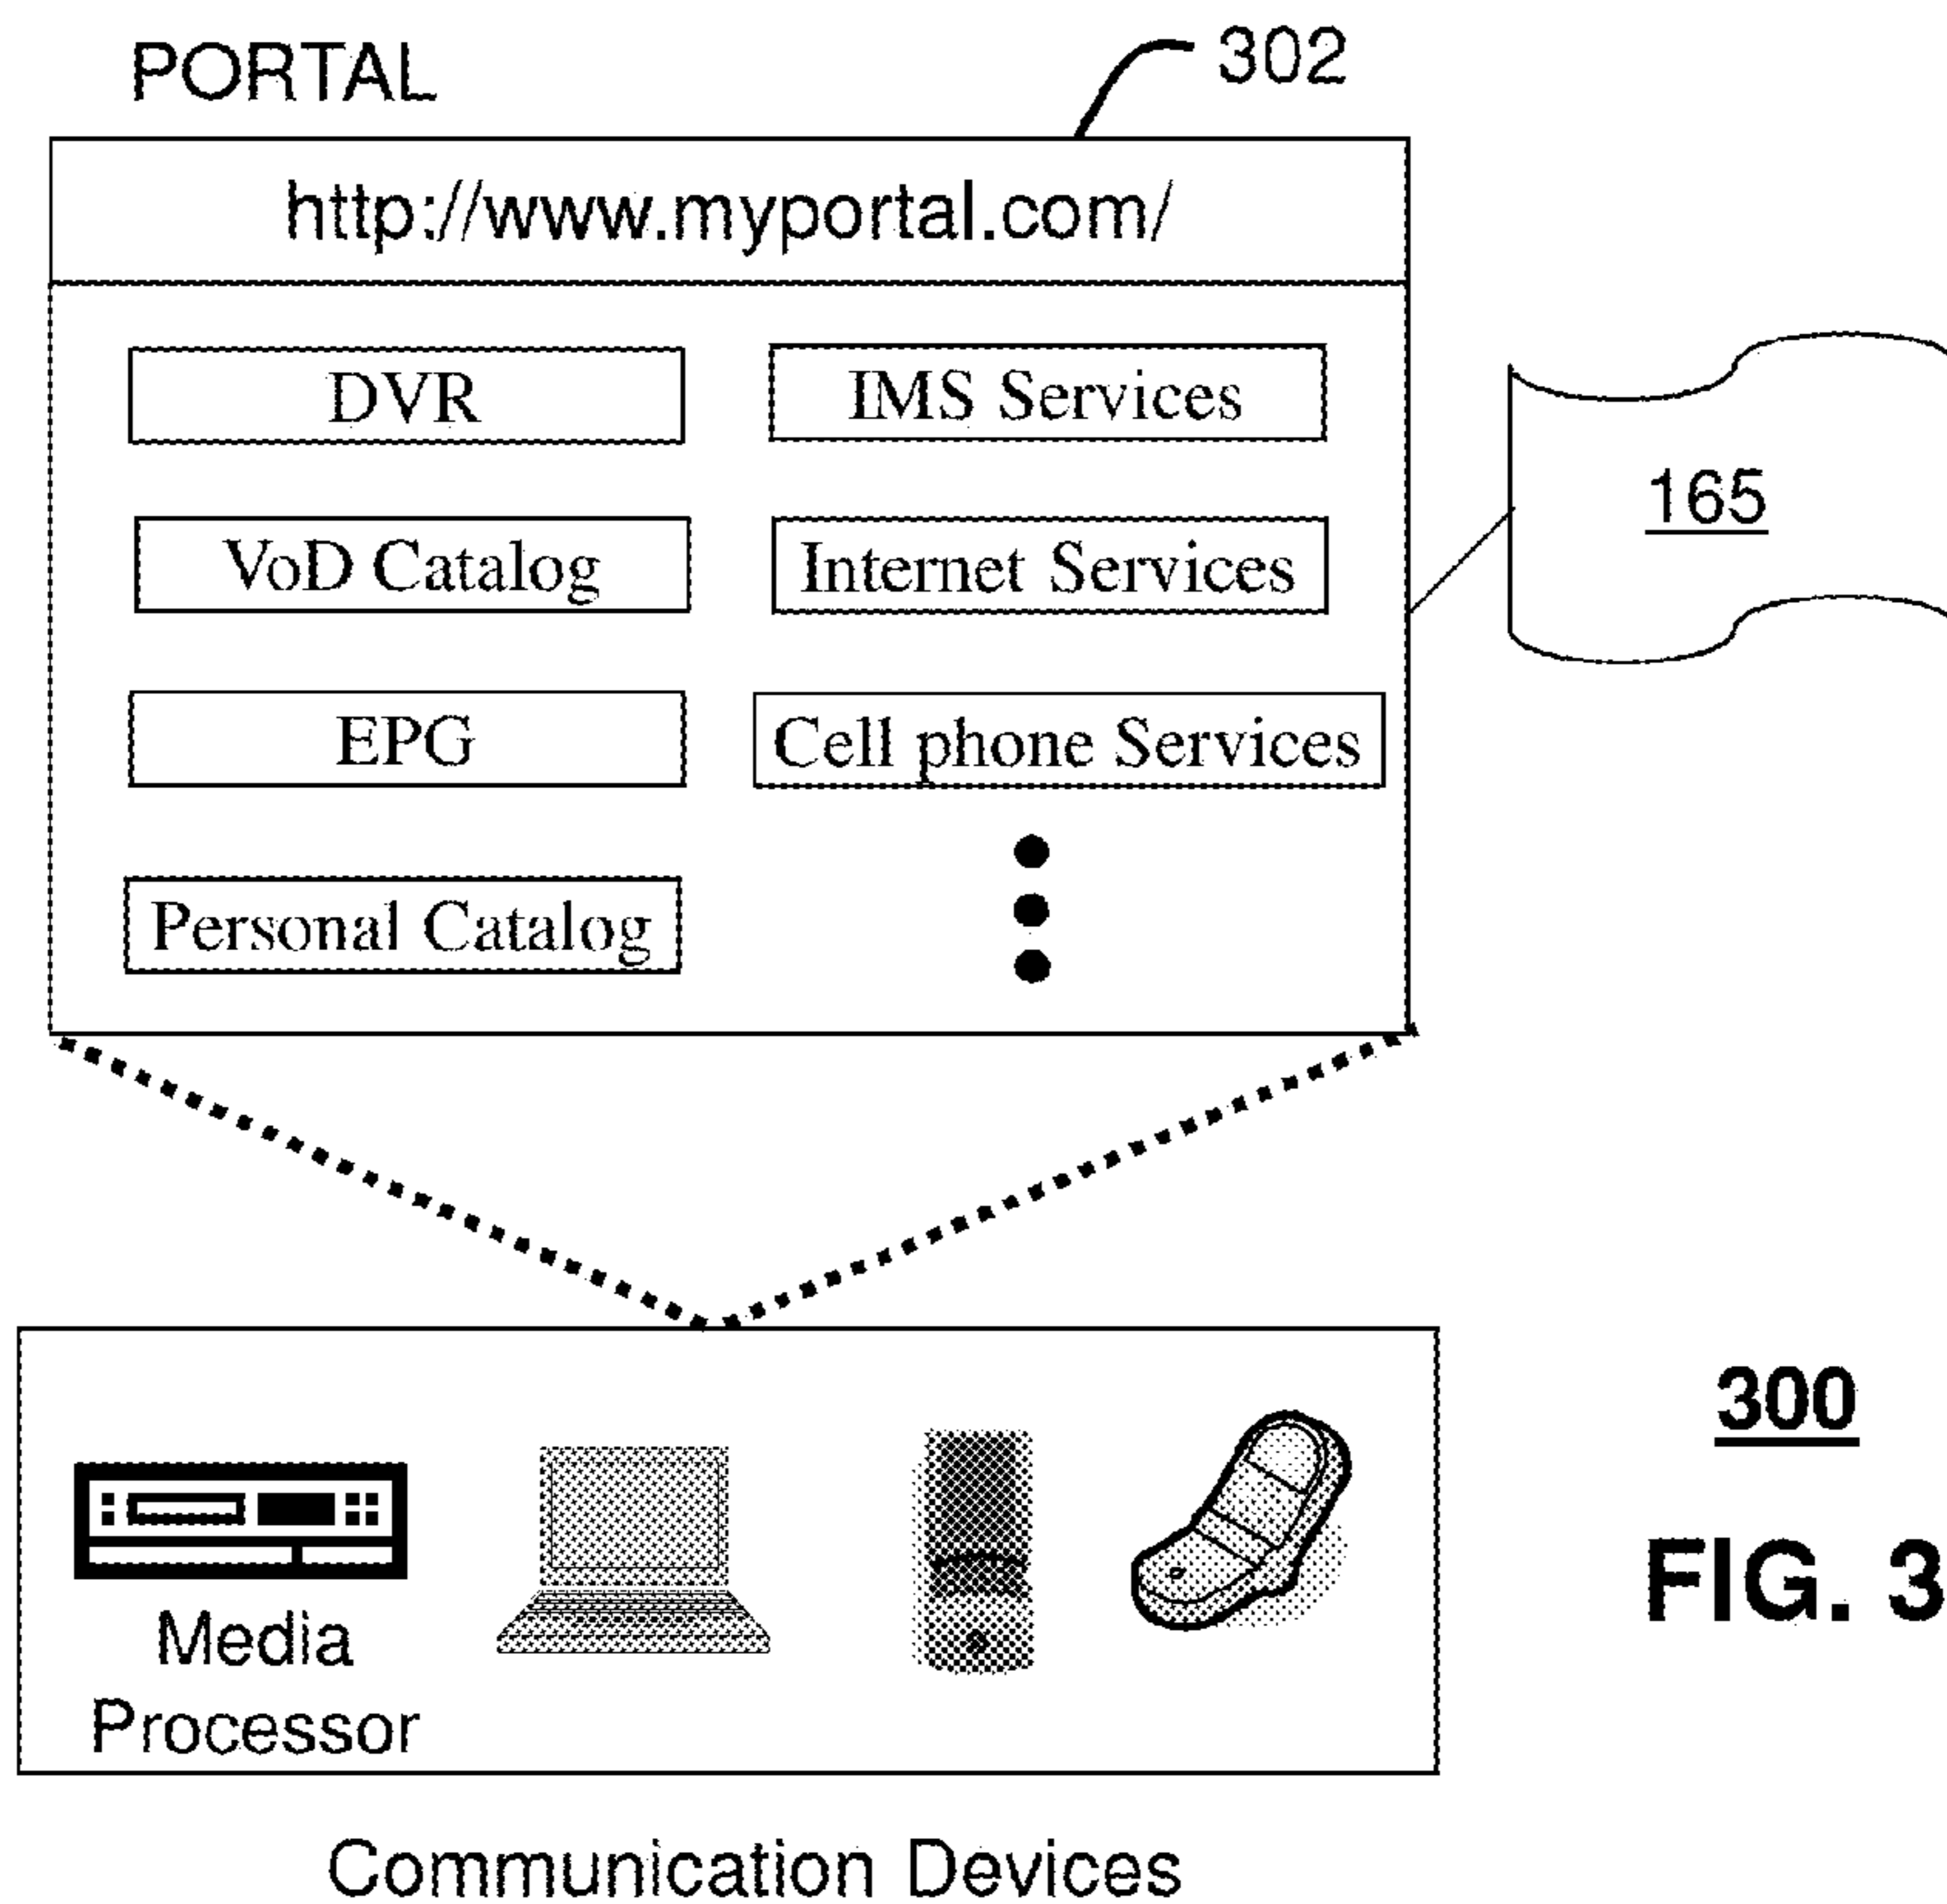 PORTAL
302
http://www.myportal.com/
DVR
IMS Services
VoD Catalog
Internet Services
165
EPG
Cell phone Services
Personal Catalog
Media
Processor
300
FIG. 3
Communication Devices